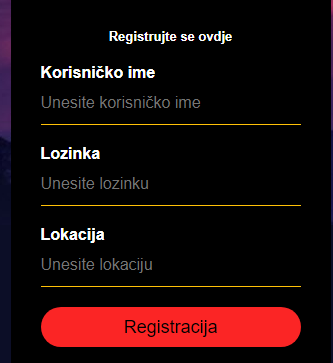 Registrujte se ovdje
Korisničko ime
Unesite korisničko ime
Lozinka
Unesite lozinku
Lokacija
Unesite lokaciju
Registracija